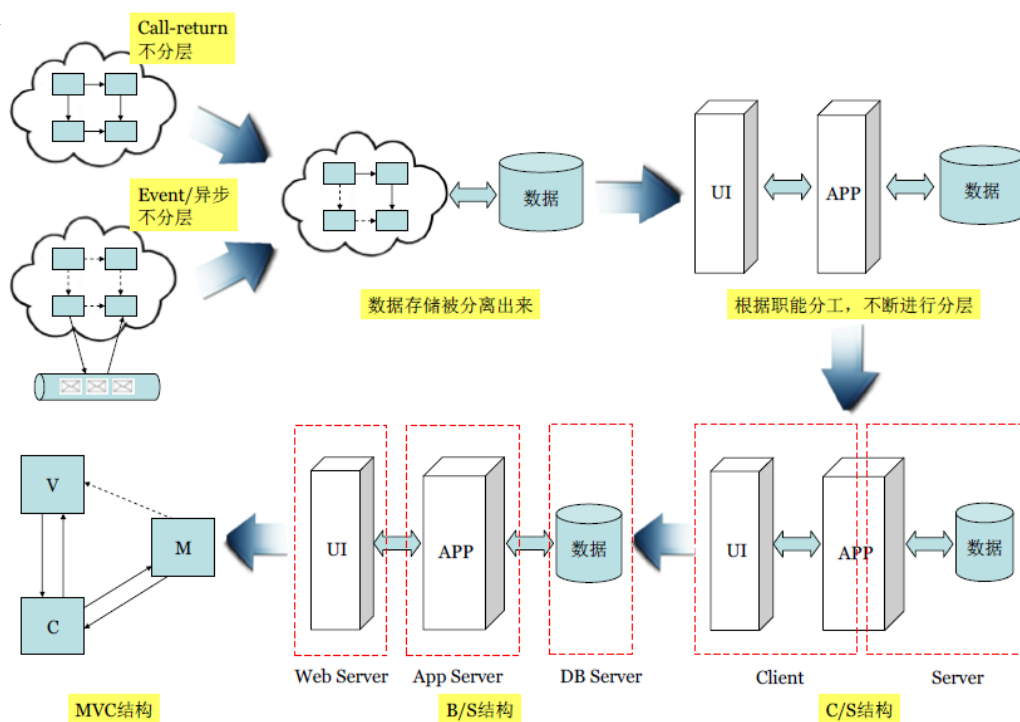 Call-return
不分层
Event/异步
不分层
数据
数据存储被分离出来
UI
APP
数据
根据职能分工，不断进行分层
V
M
C
MVC结构
UI
APP
数据
Web Server
App Server
DB Server
B/S结构
UI
APP
数据
Client
Server
C/S结构